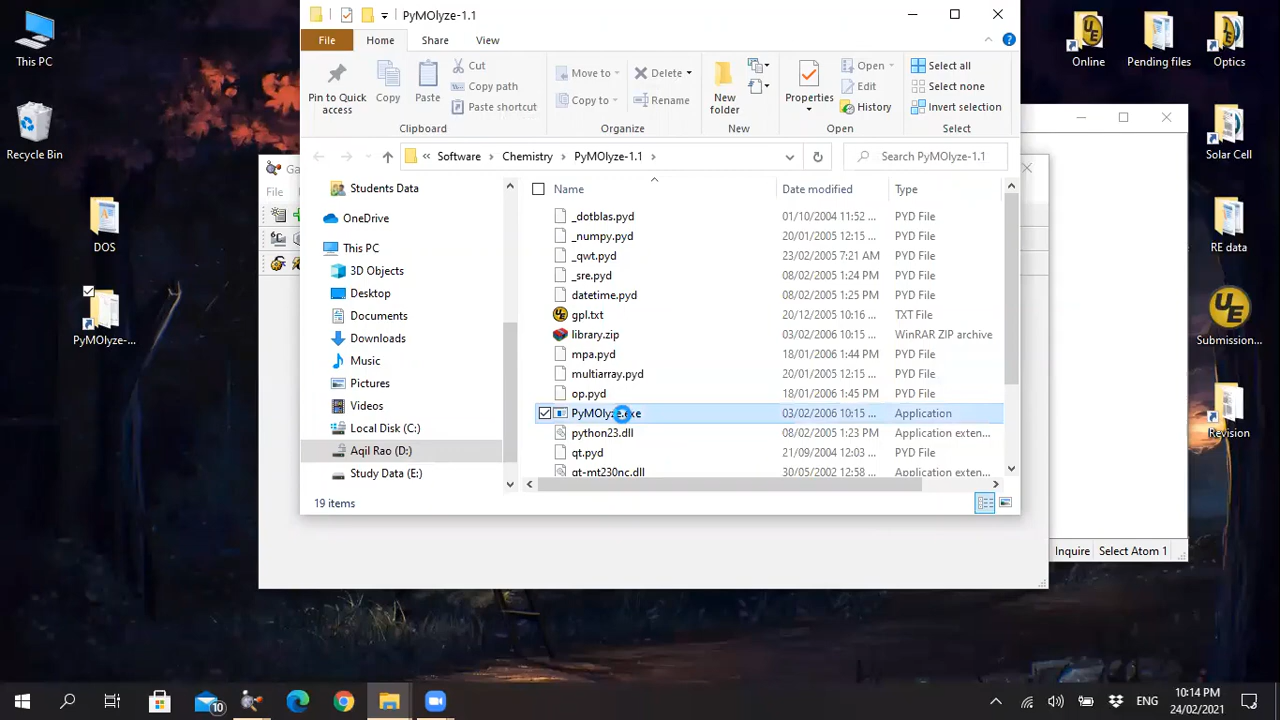 This PC
Recycle Bin
DOS
PyMOlyze-...
PyMOlyze-1.1
File
Home
Share
View
Pin to Quick
access
Copy
Paste
Cut
Copy path
Paste shortcut
Clipboard
Move to
Copy to
Delete
Rename
Organize
New
folder
New
Properties
Open
Edit
History
Open
Select all
Select none
Invert selection
Select
Software
Chemistry
PyMOlyze-1.1
Search PyMOlyze-1.1
Students Data
OneDrive
This PC
3D Objects
Desktop
Documents
Downloads
Music
Pictures
Videos
Local Disk (C:)
Aqil Rao (D:)
Study Data (E:)
Name Date modified Type
_dotblas.pyd 01/10/2004 11:52 ... PYD File
_numpy.pyd 20/01/2005 12:15 ... PYD File
_qwt.pyd 23/02/2005 7:21 AM PYD File
_sre.pyd 08/02/2005 1:24 PM PYD File
datetime.pyd 08/02/2005 1:25 PM PYD File
gpl.txt 20/12/2005 10:16 ... TXT File
library.zip 03/02/2006 10:15 ... WinRAR ZIP archive
mpa.pyd 18/01/2006 1:44 PM PYD File
multiarray.pyd 20/01/2005 12:15 ... PYD File
op.pyd 18/01/2006 1:45 PM PYD File
PyMOlyze.exe 03/02/2006 10:15 ... Application
python23.dll 08/02/2005 1:23 PM Application exten...
qt.pyd 21/09/2004 12:03 ... PYD File
qt-mt230nc.dll 30/05/2002 12:58 ... Application exten...
19 items
Ga
File
Inquire
Select Atom 1
Online
Pending files
Optics
Solar Cell
RE data
Submission...
Revision
10
ENG
10:14 PM
24/02/2021